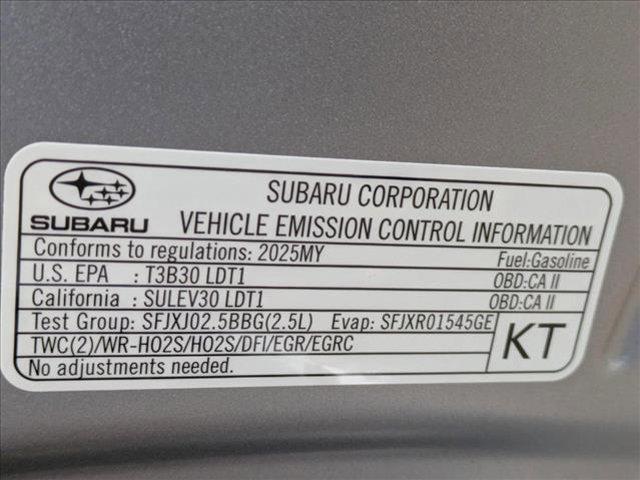 SUBARU
SUBARU CORPORATION
VEHICLE EMISSION CONTROL INFORMATION
Conforms to regulations: 2025MY Fuel:Gasoline
U.S. EPA : T3B30 LDT1 OBD:CA II
California : SULEV30 LDT1 OBD:CA II
Test Group: SFJXJ02.5BBG(2.5L) Evap: SFJXR01545GE
TWC(2)/WR-HO2S/HO2S/DFI/EGR/EGRC
KT
No adjustments needed.